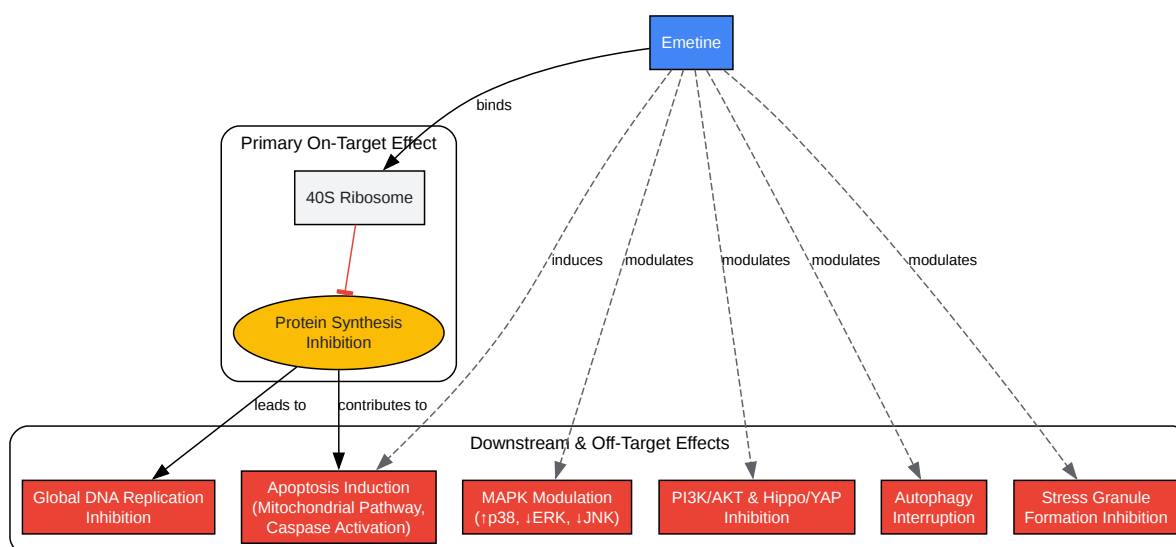 Emetine
binds
Primary On-Target Effect
40S Ribosome
induces
modulates
modulates
modulates
modulates
Protein Synthesis
Inhibition
leads to
contributes to
Downstream & Off-Target Effects
Global DNA Replication
Inhibition
Apoptosis Induction
(Mitochondrial Pathway,
Caspase Activation)
MAPK Modulation
(↑p38, ↓ERK, ↓JNK)
PI3K/AKT & Hippo/YAP
Inhibition
Autophagy
Interruption
Stress Granule
Formation Inhibition